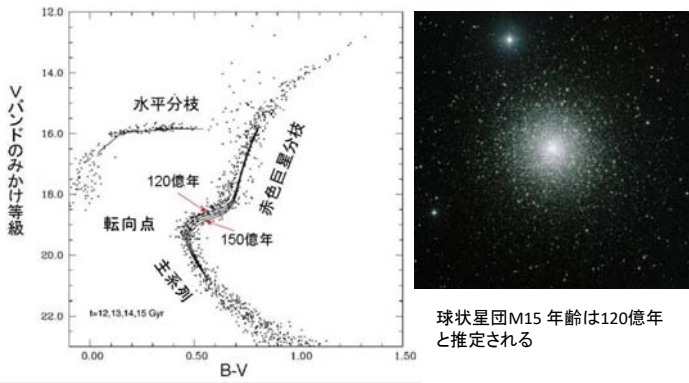 12.0
14.0
16.0
18.0
20.0
22.0
Vバンドのみかけ等級
水平分枝
赤色巨星分枝
120億年
転向点
150億年
主系列
t=12,13,14,15 Gyr
0.00
0.50
1.00
1.50
B-V
球状星団M15 年齢は120億年
と推定される